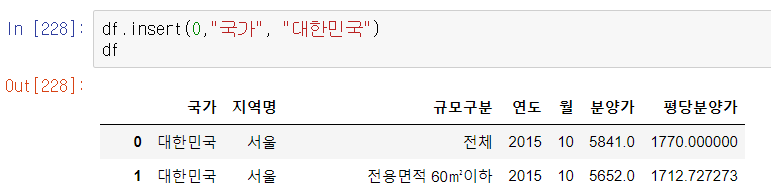 In [228]: df.insert(0,"국가", "대한민국")
df
Out[228]:
국가 지역명 규모구분 연도 월 분양가 평당분양가
0 대한민국 서울 전체 2015 10 5841.0 1770.000000
1 대한민국 서울 전용면적 60㎡이하 2015 10 5652.0 1712.727273